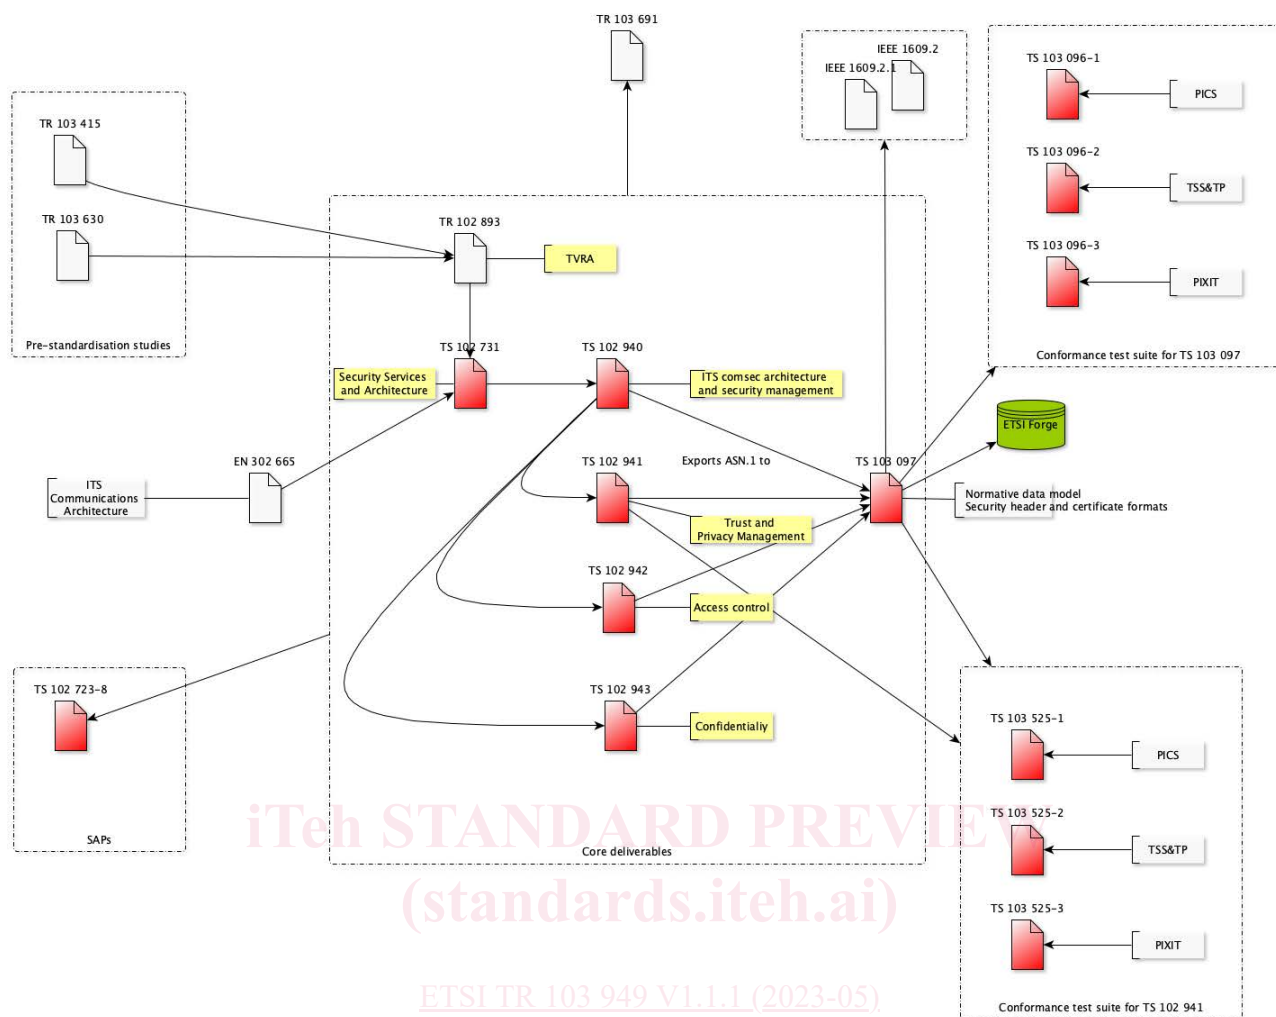 TR 103 691
IEEE 1609.2
IEEE 1609.2.1
TS 103 096-1
PICS
TS 103 096-2
TSS&TP
TS 103 096-3
PIXIT
Conformance test suite for TS 103 097
TR 103 415
TR 103 630
Pre-standardisation studies
TR 102 893
TVRA
TS 102 731
Security Services
and Architecture
TS 102 940
ITS comsec architecture
and security management
ETSI Forge
EN 302 665
ITS
Communications
Architecture
TS 102 941
Exports ASN.1 to
TS 103 097
Normative data model
Security header and certificate formats
Trust and
Privacy Management
TS 102 942
Access control
TS 102 943
Confidentialiy
TS 102 723-8
SAPs
Core deliverables
TS 103 525-1
PICS
TS 103 525-2
TSS&TP
TS 103 525-3
PIXIT
Conformance test suite for TS 102 941
iTeh STANDARD PREVIEW
(standards.iteh.ai)
ETSI TR 103 949 V1.1.1 (2023-05)